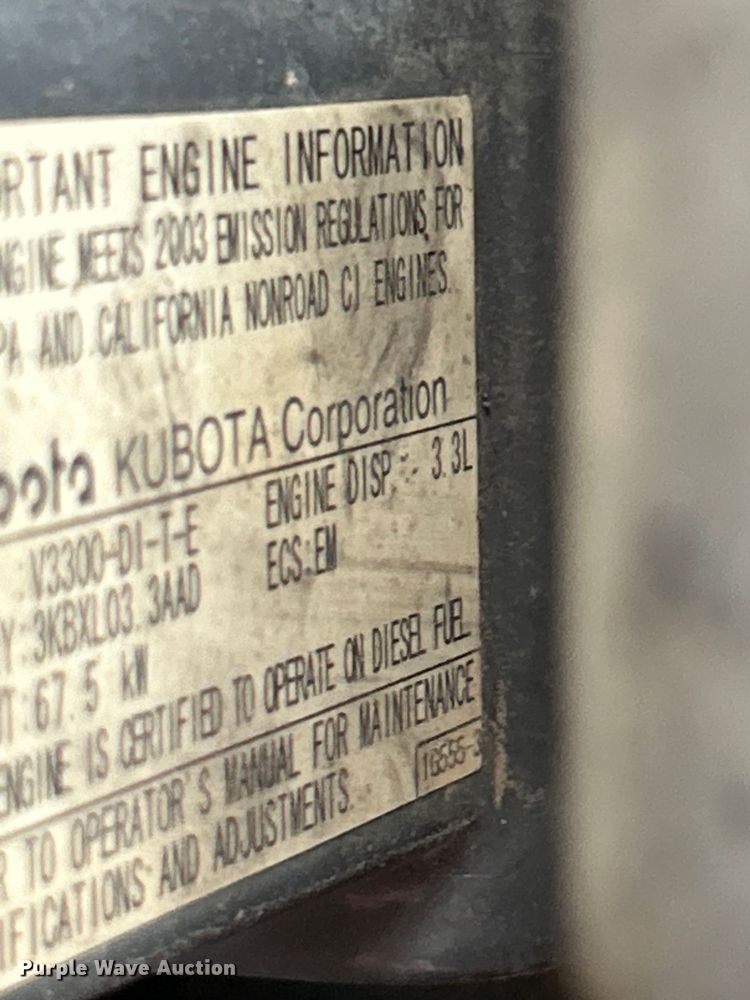 ORTANT ENGINE INFORMATION
NGINE MEETS 2003 EMISSION REGULATIONS FOR
PA AND CALIFORNIA NONROAD CI ENGINES.
bota KUBOTA Corporation
:V3300-DI-T-E ENGINE DISP.: 3.3L
Y:3KBXL03.3AAD ECS:EM
T:67.5 kW
ENGINE IS CERTIFIED TO OPERATE ON DIESEL FUEL
R TO OPERATOR'S MANUAL FOR MAINTENANCE
IFICATIONS AND ADJUSTMENTS.
Purple Wave Auction